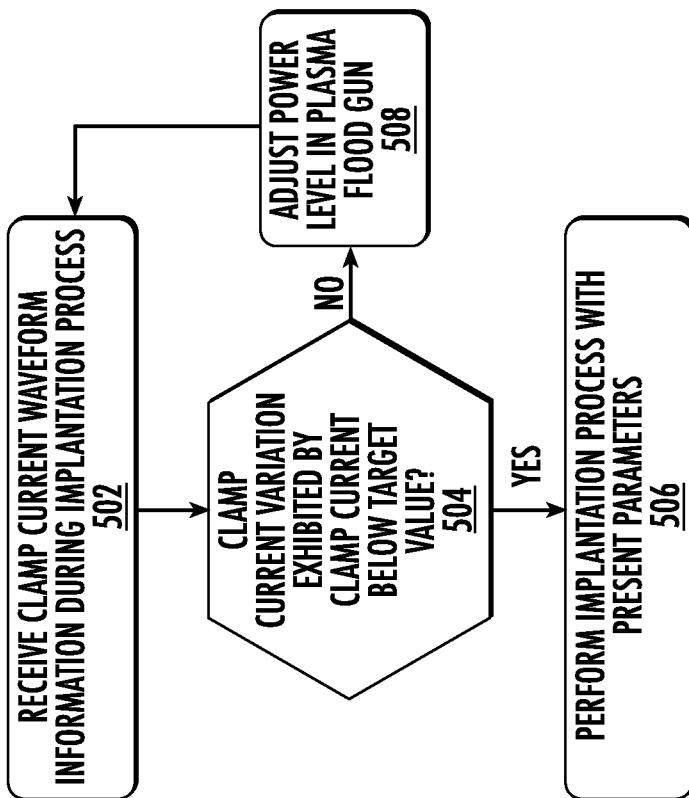 RECEIVE CLAMP CURRENT WAVEFORM
INFORMATION DURING IMPLANTATION PROCESS
502
CLAMP
CURRENT VARIATION
EXHIBITED BY
CLAMP CURRENT
BELOW TARGET
VALUE?
504
NO
ADJUST POWER
LEVEL IN PLASMA
FLOOD GUN
508
YES
PERFORM IMPLANTATION PROCESS WITH
PRESENT PARAMETERS
506